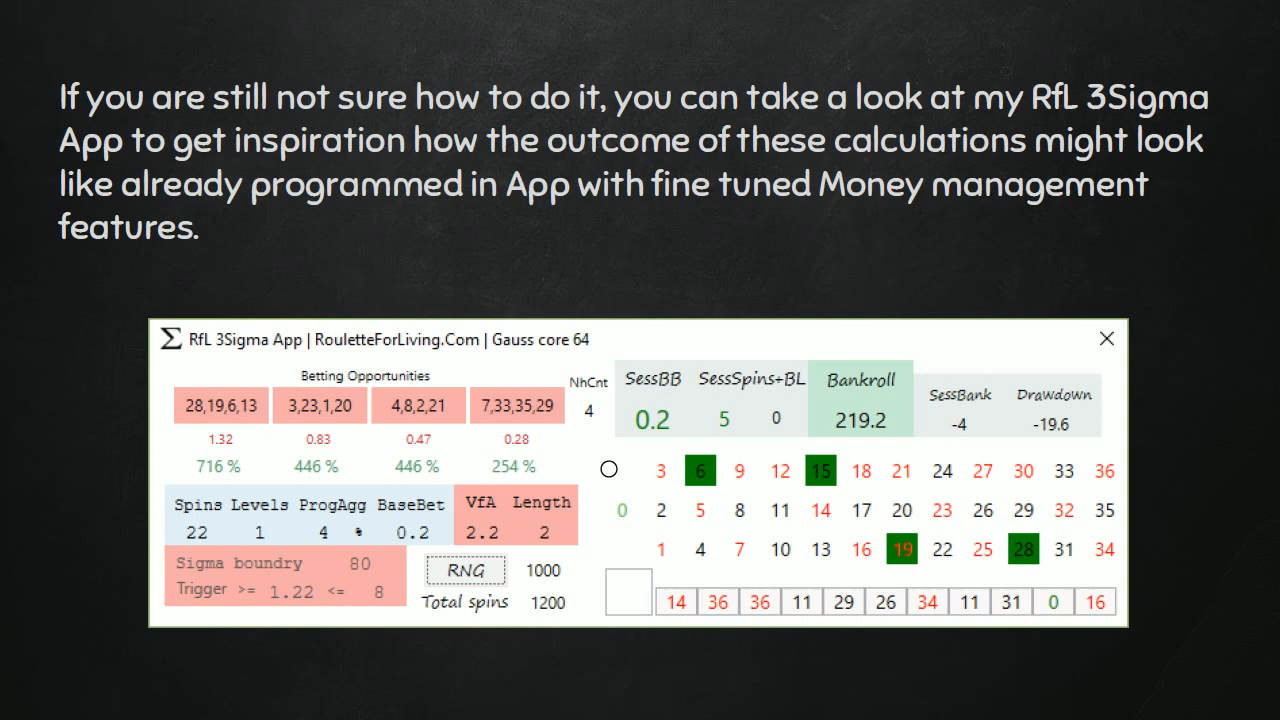 If you are still not sure how to do it, you can take a look at my RfL 3Sigma
App to get inspiration how the outcome of these calculations might look
like already programmed in App with fine tuned Money management
features.
Σ RfL 3Sigma App | RouletteForLiving.Com | Gauss core 64
Betting Opportunities
28,19,6,13 3,23,1,20 4,8,2,21 7,33,35,29
1.32 0.83 0.47 0.28
716 % 446 % 446 % 254 %
NhCnt
4
SessBB SessSpins+BL Bankroll SessBank Drawdown
0.2 5 0 219.2 -4 -19.6
Spins Levels ProgAgg BaseBet VfA Length
22 1 4 % 0.2 2.2 2
Sigma boundry 80
Trigger >= 1.22 <= 8
RNG 1000
Total spins 1200
3 6 9 12 15 18 21 24 27 30 33 36
0 2 5 8 11 14 17 20 23 26 29 32 35
1 4 7 10 13 16 19 22 25 28 31 34
14 36 36 11 29 26 34 11 31 0 16